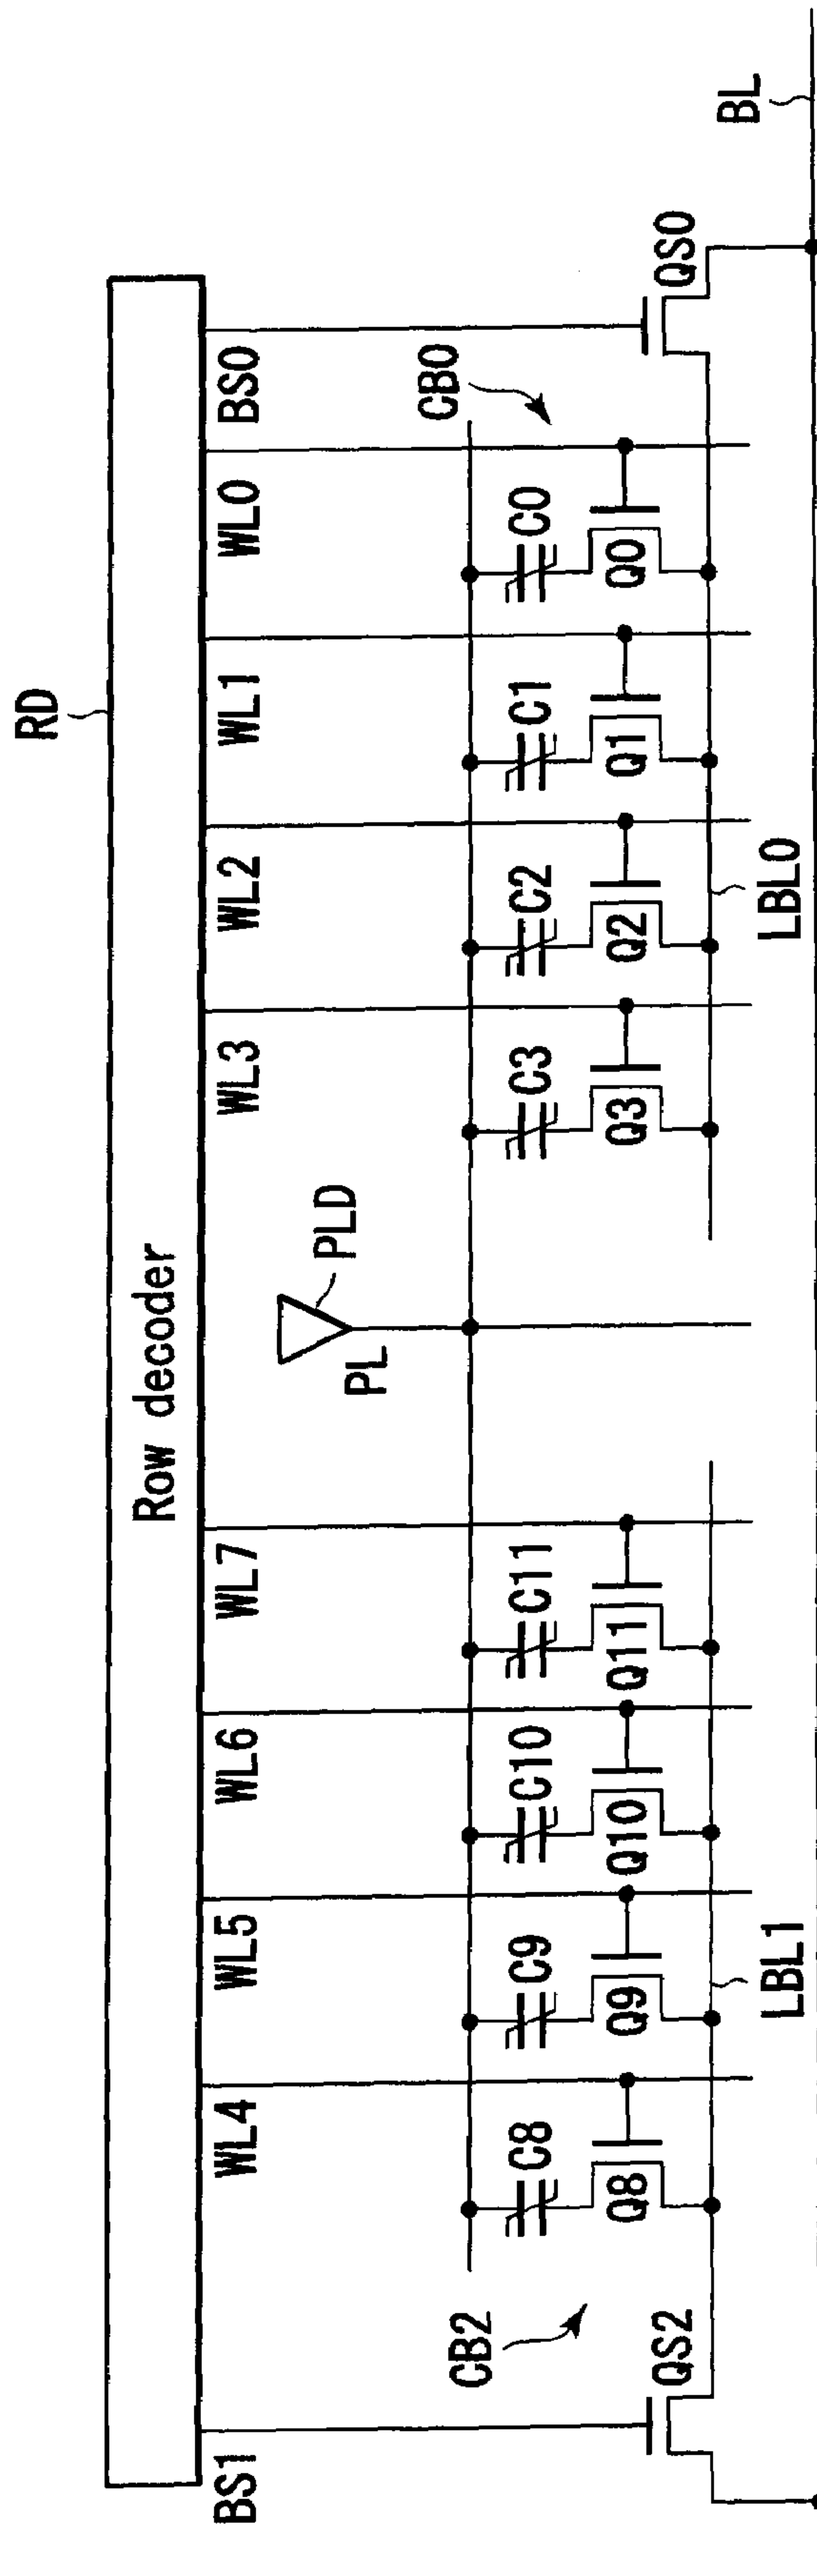 RD
Row decoder
BS1
WL4
WL5
WL6
WL7
PL
PLD
WL3
WL2
WL1
WL0
BS0
CB2
C8
C9
C10
C11
C3
C2
C1
C0
CB0
QS2
Q8
Q9
Q10
Q11
Q3
Q2
Q1
Q0
QS0
LBL1
LBL0
BL